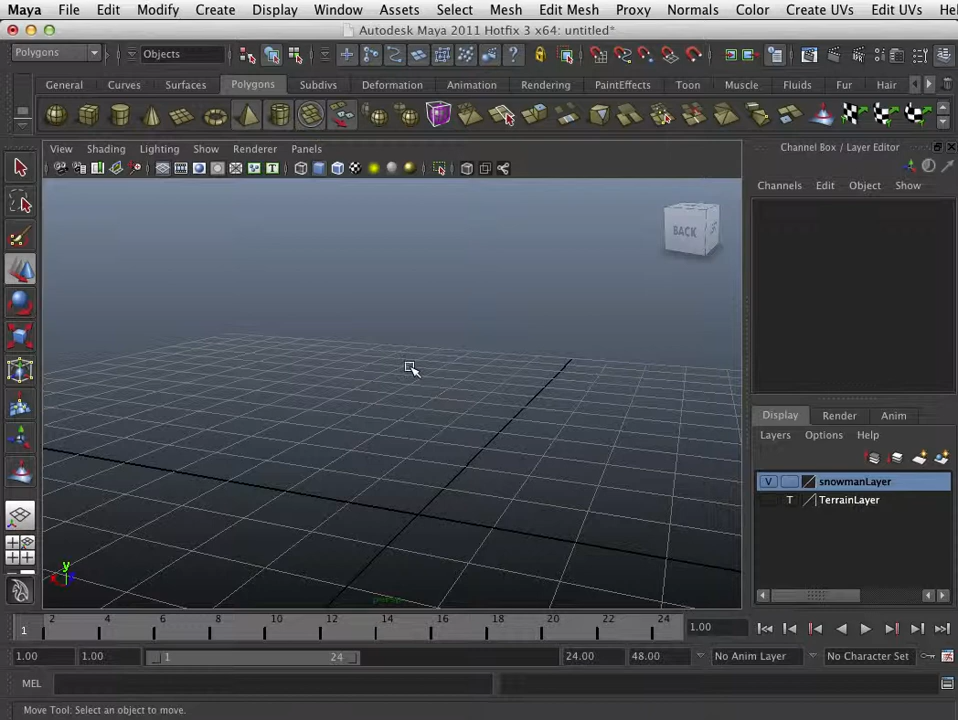 Maya File Edit Modify Create Display Window Assets Select Mesh Edit Mesh Proxy Normals Color Create UVs Edit UVs He
Autodesk Maya 2011 Hotfix 3 x64: untitled*
Polygons Objects
General Curves Surfaces Polygons Subdivs Deformation Animation Dynamics Rendering PaintEffects Toon Muscle Fluids Fur Hair
View Shading Lighting Show Renderer Panels
Channel Box / Layer Editor
Channels Edit Object Show
BACK
Display Render Anim
Layers Options Help
V snowmanLayer
T TerrainLayer
y
persp
1 2 4 6 8 10 12 14 16 18 20 22 24 1.00
1.00 1.00 1 24 24.00 48.00 No Anim Layer No Character Set
MEL
Move Tool: Select an object to move.